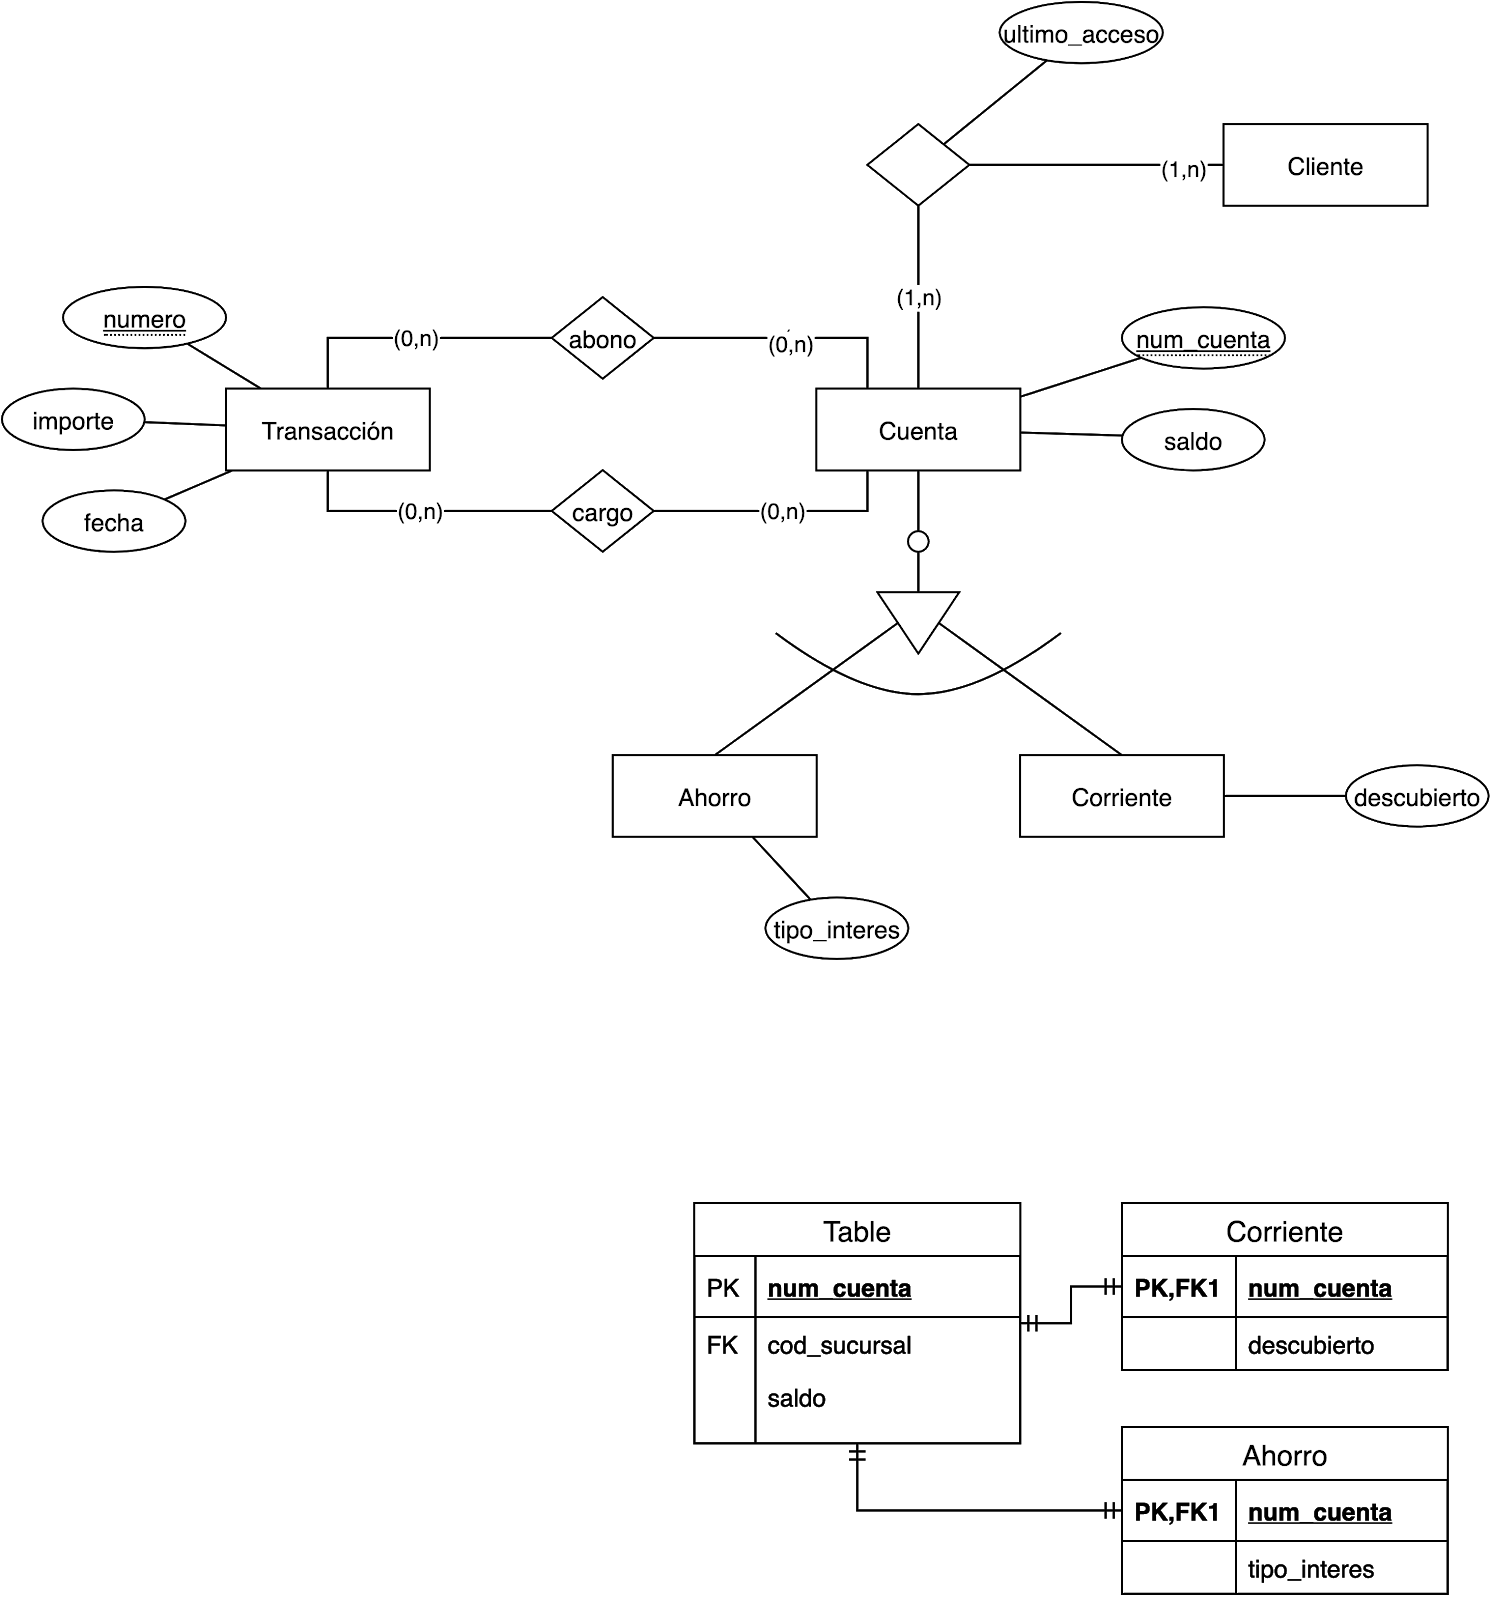 ultimo_acceso
(1,n)
Cliente
(1,n)
numero
(0,n)
abono
(0,n)
num_cuenta
importe
Transacción
Cuenta
saldo
fecha
(0,n)
cargo
(0,n)
Ahorro
Corriente
descubierto
tipo_interes
Table
PK
num_cuenta
FK
cod_sucursal
saldo
Corriente
PK,FK1
num_cuenta
descubierto
Ahorro
PK,FK1
num_cuenta
tipo_interes